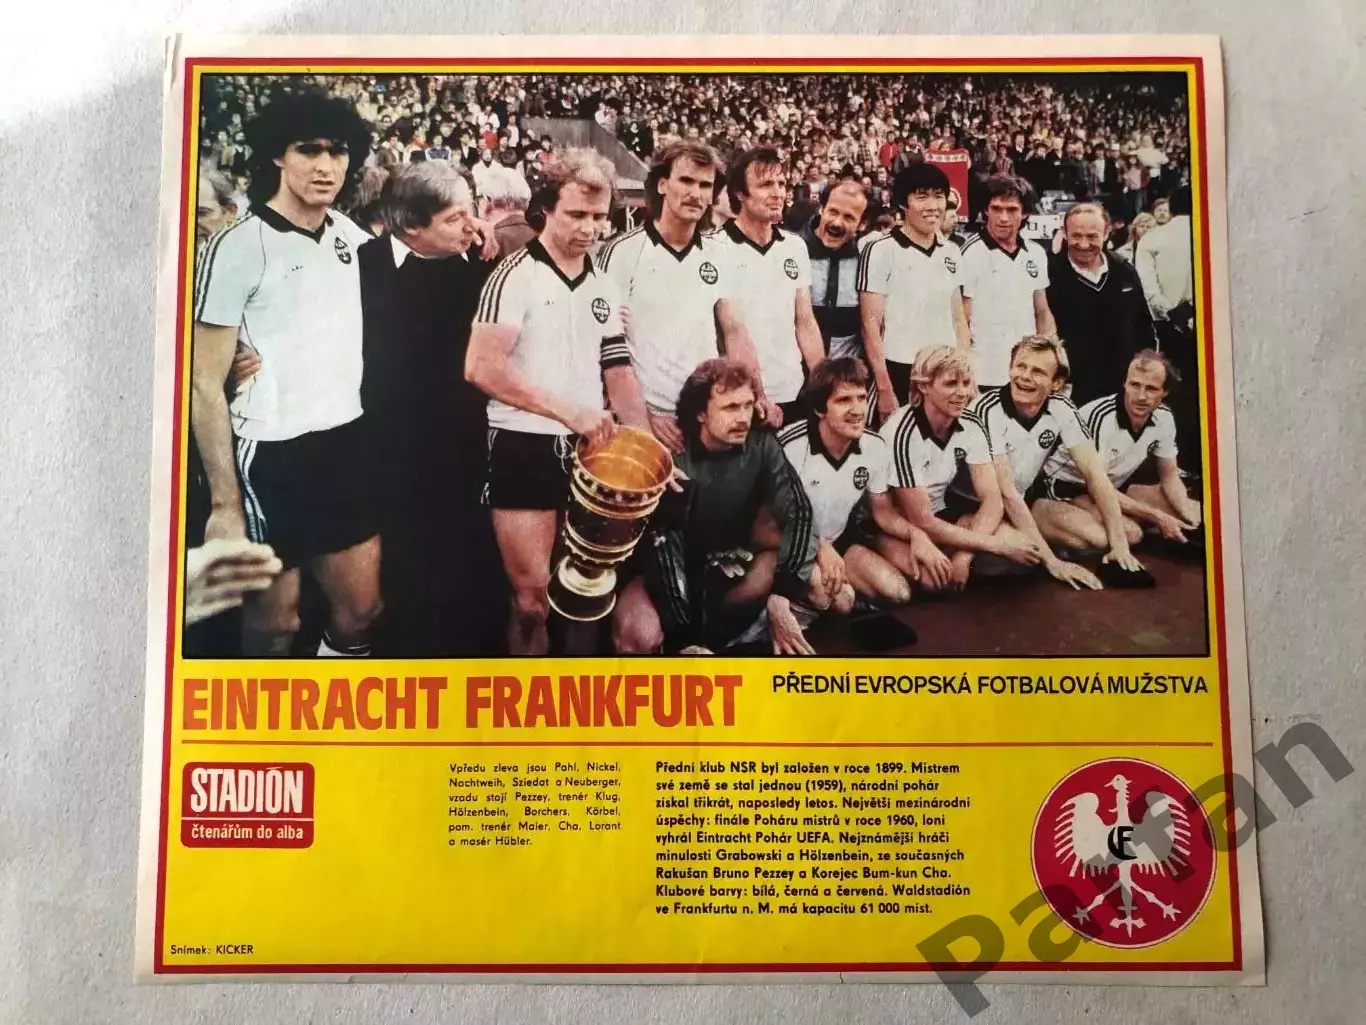 EINTRACHT FRANKFURT
PŘEDNÍ EVROPSKÁ FOTBALOVÁ MUŽSTVA
STADIÓN
čtenářům do alba
Vpředu zleva jsou Pahl, Nickel,
Nachtweih, Sziedat a Neuberger,
vzadu stojí Pezzey, trenér Klug,
Hölzenbein, Borchers, Körbel,
pom. trenér Maier, Cha, Lorant
a masér Hübler.
Přední klub NSR byl založen v roce 1899. Mistrem
své země se stal jednou (1959), národní pohár
získal třikrát, naposledy letos. Největší mezinárodní
úspěchy: finále Poháru mistrů v roce 1960, loni
vyhrál Eintracht Pohár UEFA. Nejznámější hráči
minulosti Grabowski a Hölzenbein, ze současných
Rakušan Bruno Pezzey a Korejec Bum-kun Cha.
Klubové barvy: bílá, černá a červená. Waldstadión
ve Frankfurtu n. M. má kapacitu 61 000 míst.
Snímek: KICKER
Parfan